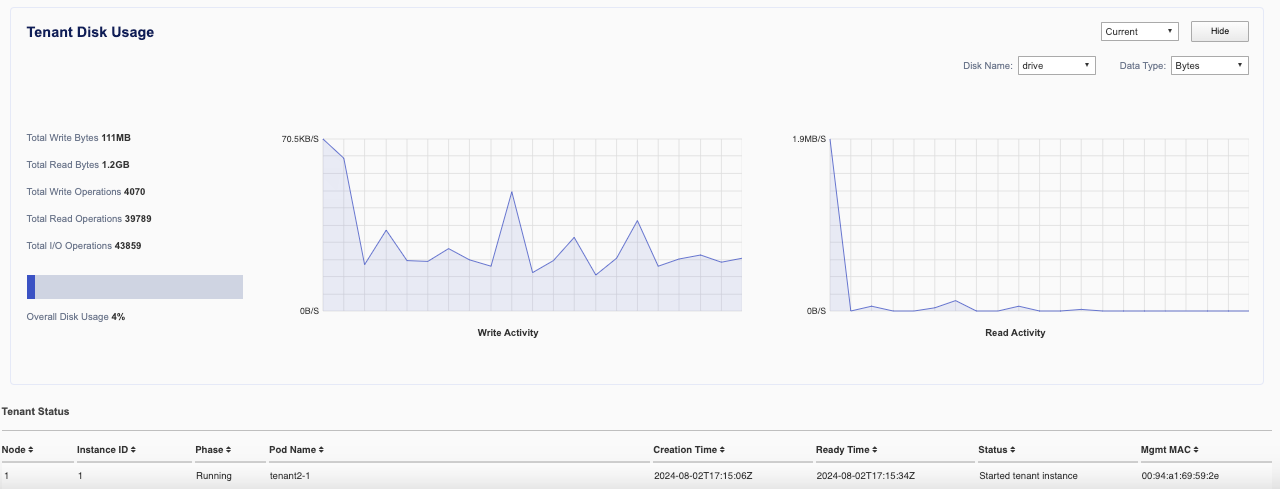 Tenant Disk Usage
Current
Hide
Disk Name: drive
Data Type: Bytes
Total Write Bytes 111MB
Total Read Bytes 1.2GB
Total Write Operations 4070
Total Read Operations 39789
Total I/O Operations 43859
Overall Disk Usage 4%
70.5KB/S
0B/S
Write Activity
1.9MB/S
0B/S
Read Activity
Tenant Status
Node Instance ID Phase Pod Name Creation Time Ready Time Status Mgmt MAC
1 1 Running tenant2-1 2024-08-02T17:15:06Z 2024-08-02T17:15:34Z Started tenant instance 00:94:a1:69:59:2e